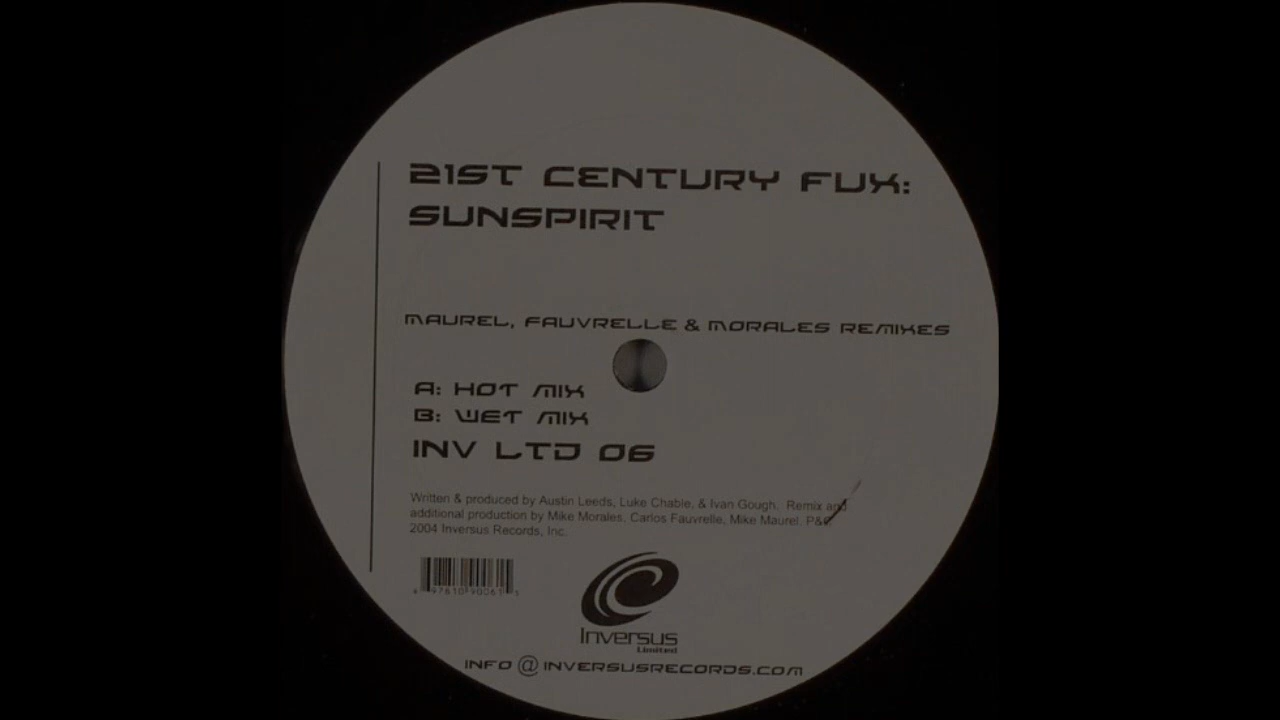 21ST CENTURY FUX:
SUNSPIRIT
MAUREL, FAUVRELLE & MORALES REMIXES
A: HOT MIX
B: WET MIX
INV LTD 06
Written & produced by Austin Leeds, Luke Chable, & Ivan Gough. Remix and
additional production by Mike Morales, Carlos Fauvrelle, Mike Maurel. P&C
2004 Inversus Records, Inc.
Inversus
Limited
INFO@INVERSUSRECORDS.COM